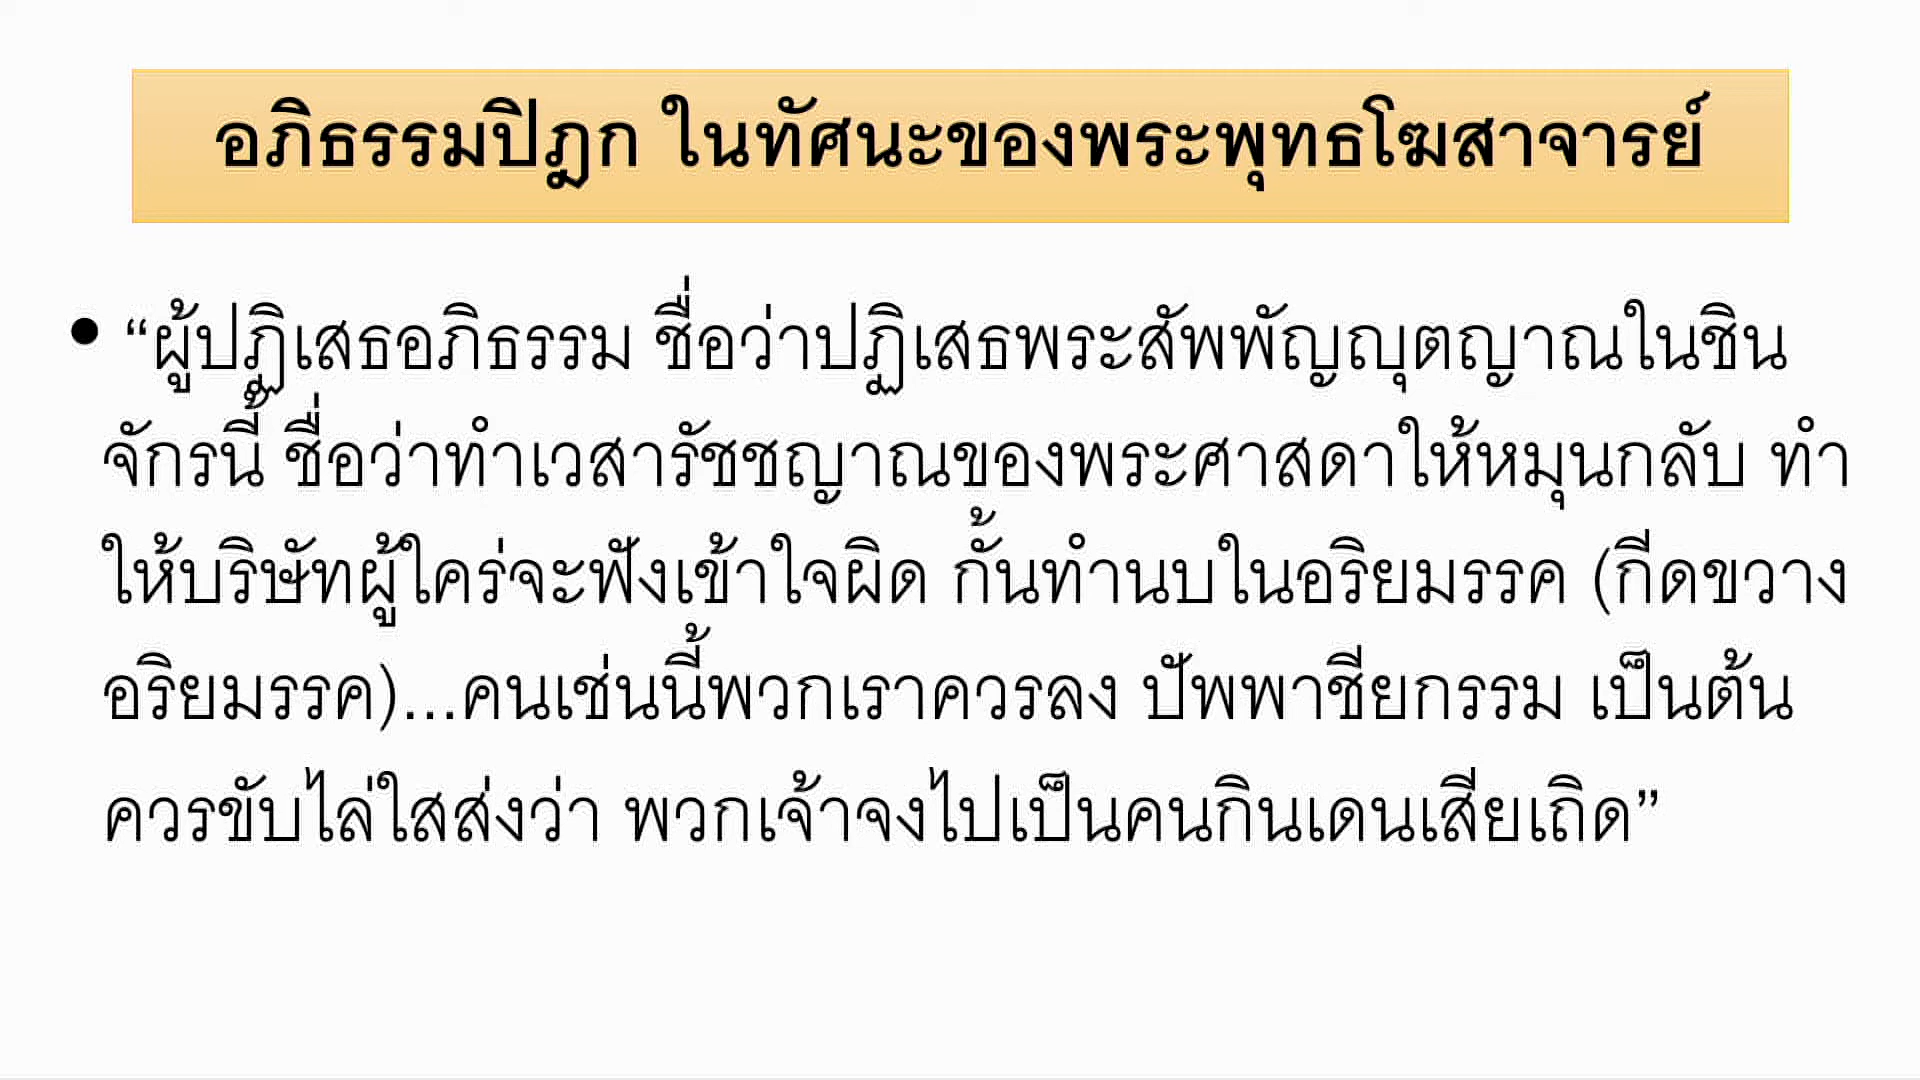 อภิธรรมปิฎก ในทัศนะของพระพุทธโฆสาจารย์
• “ผู้ปฏิเสธอภิธรรม ชื่อว่าปฏิเสธพระสัพพัญญุตญาณในชิน
จักรนี้ ชื่อว่าทำเวสารัชชญาณของพระศาสดาให้หมุนกลับ ทำ
ให้บริษัทผู้ใคร่จะฟังเข้าใจผิด กั้นทำนบในอริยมรรค (กีดขวาง
อริยมรรค)...คนเช่นนี้พวกเราควรลง ปัพพาชียกรรม เป็นต้น
ควรขับไล่ใสส่งว่า พวกเจ้าจงไปเป็นคนกินเดนเสียเถิด”